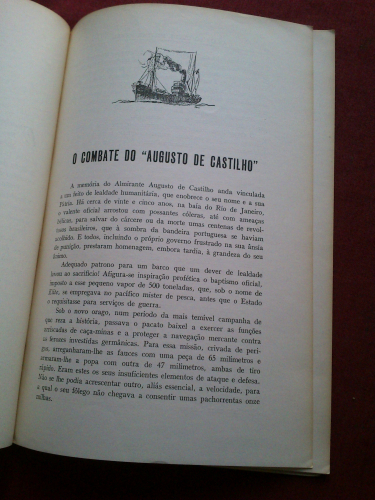 O COMBATE DO "AUGUSTO DE CASTILHO"
A memória do Almirante Augusto de Castilho anda vinculada
a um feito de lealdade humanitária, que enobrece o seu nome e a sua
Pátria. Há cerca de vinte e cinco anos, na baía do Rio de Janeiro,
o valente oficial arrostou com possantes cóleras, até com ameaças
bélicas, para salvar do cárcere ou da morte umas centenas de revol-
tosos brasileiros, que à sombra da bandeira portuguesa se haviam
acolhido. E todos, incluindo o próprio governo frustrado na sua ânsia
de punição, prestaram homenagem, embora tardia, à grandeza do seu
ânimo.
Adequado patrono para um barco que um dever de lealdade
levou ao sacrifício! Afigura-se inspiração profética o baptismo oficial,
imposto a esse pequeno vapor de 500 toneladas, que, sob o nome de
Elite, se empregava no pacífico mister de pesca, antes que o Estado
o requisitasse para serviços de guerra.
Sob o novo orago, num período da mais temível campanha de
que reza a história, passava o pacato baixel a exercer as funções
arriscadas de caça-minas e a proteger a navegação mercante contra
as ferozes investidas germânicas. Para essa missão, crivada de peri-
gos, arreganharam-lhe as fauces com uma peça de 65 milímetros e
armaram-lhe a popa com outra de 47 milímetros, ambas de tiro
rápido. Eram estes os seus insuficientes elementos de ataque e defesa.
Não se lhe podia acrescentar outro, aliás essencial, a velocidade, para
a qual o seu fôlego não chegava a consentir umas pachorrentas onze
milhas.